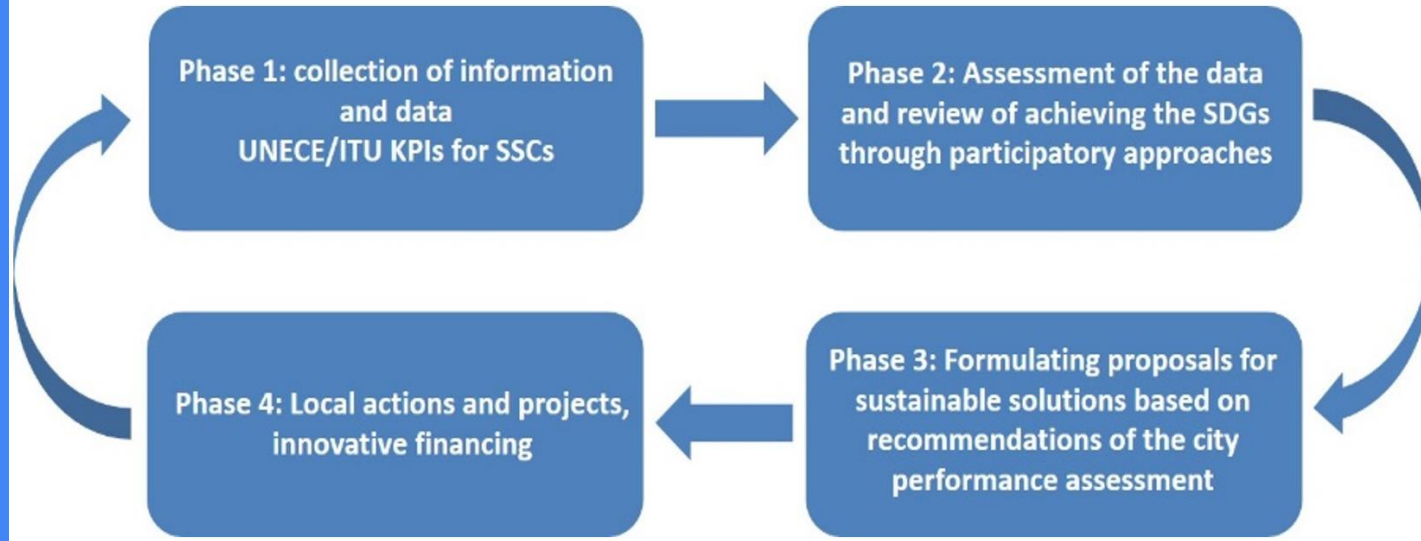 Phase 1: collection of information
and data
UNECE/ITU KPIs for SSCs
Phase 2: Assessment of the data
and review of achieving the SDGs
through participatory approaches
Phase 3: Formulating proposals for
sustainable solutions based on
recommendations of the city
performance assessment
Phase 4: Local actions and projects,
innovative financing